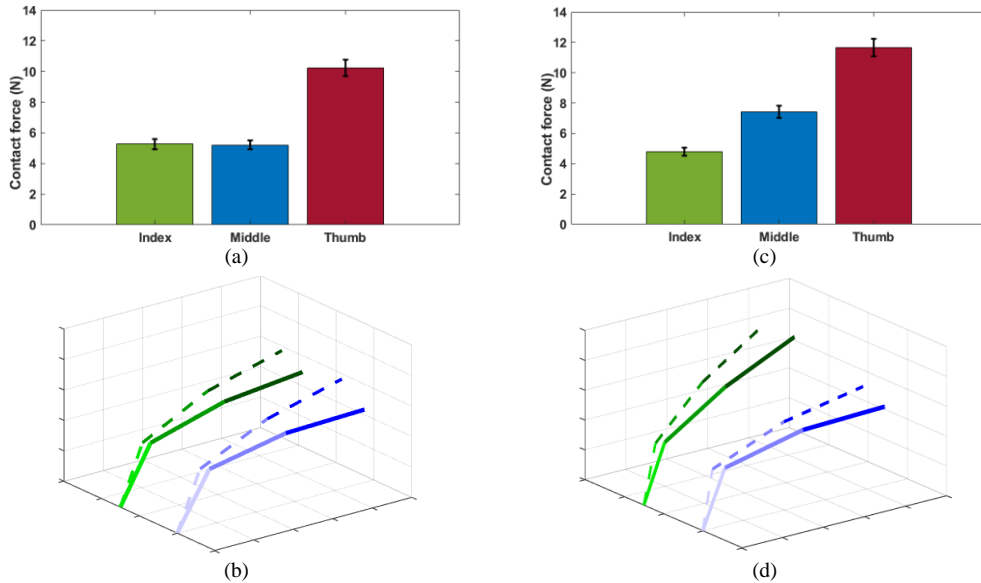 14
12
10
8
6
4
2
0
Contact force (N)
Index Middle Thumb
(a)
14
12
10
8
6
4
2
0
Contact force (N)
Index Middle Thumb
(c)
(b)
(d)